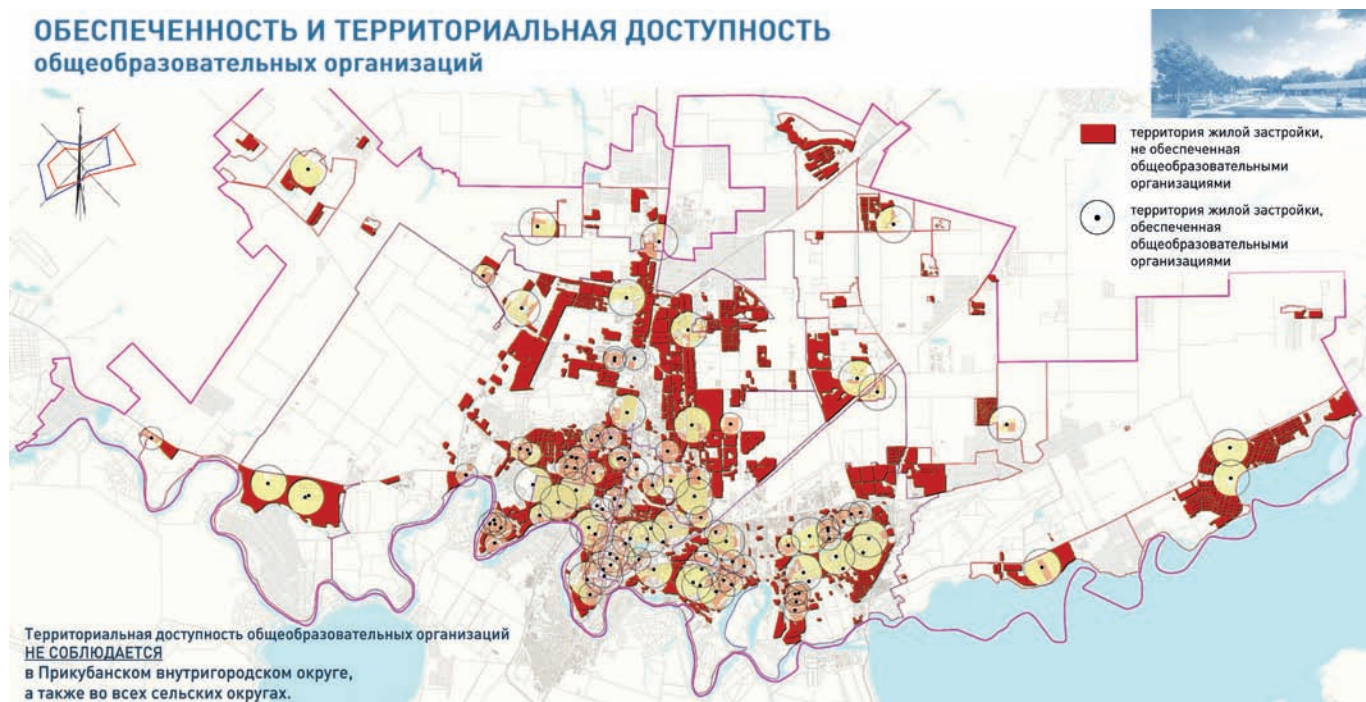 ОБЕСПЕЧЕННОСТЬ И ТЕРРИТОРИАЛЬНАЯ ДОСТУПНОСТЬ
общеобразовательных организаций
С
территория жилой застройки,
не обеспеченная
общеобразовательными
организациями
территория жилой застройки,
обеспеченная
общеобразовательными
организациями
Территориальная доступность общеобразовательных организаций
НЕ СОБЛЮДАЕТСЯ
в Прикубанском внутригородском округе,
а также во всех сельских округах.